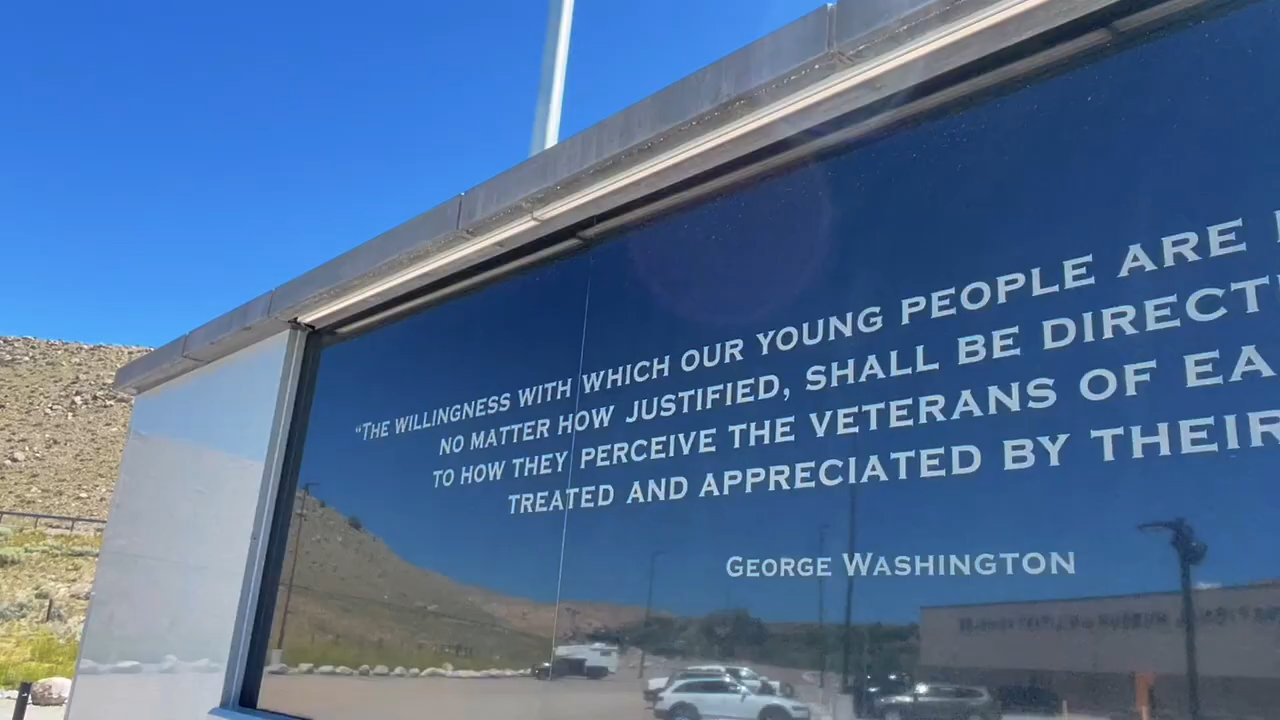 “THE WILLINGNESS WITH WHICH OUR YOUNG PEOPLE ARE
NO MATTER HOW JUSTIFIED, SHALL BE DIRECT
TO HOW THEY PERCEIVE THE VETERANS OF EA
TREATED AND APPRECIATED BY THEIR
GEORGE WASHINGTON